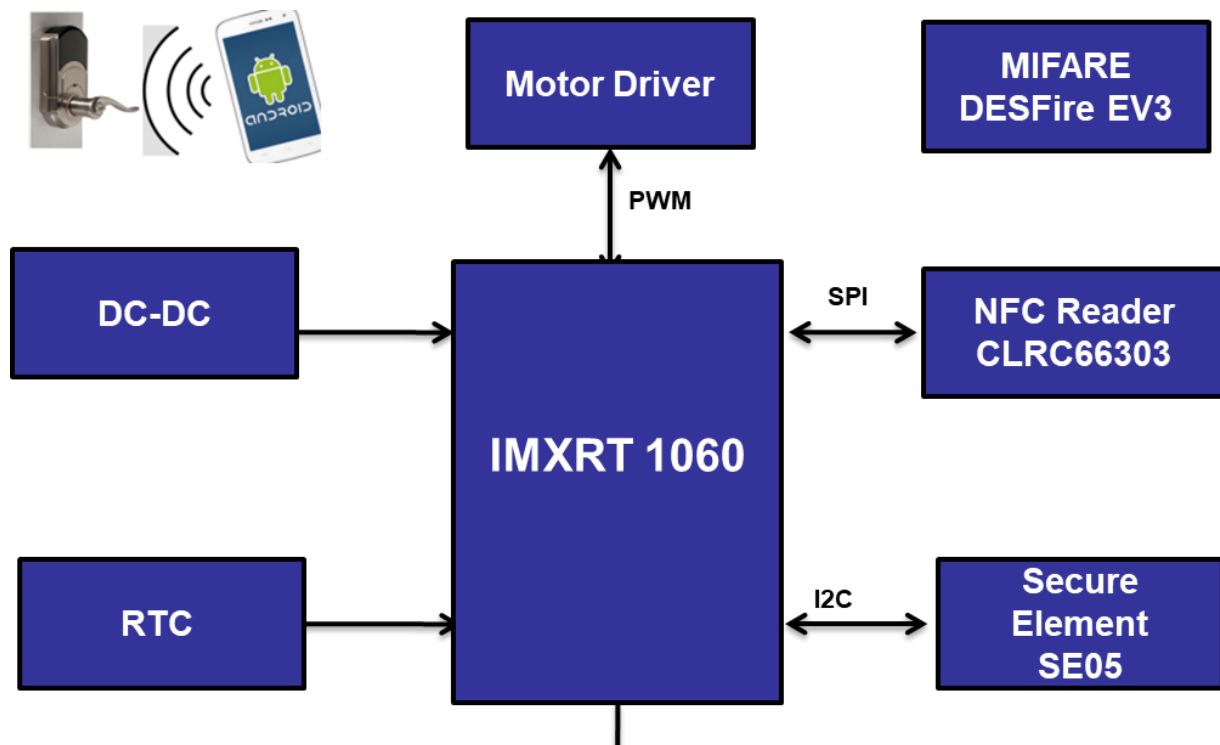 ANDROID
Motor Driver
MIFARE
DESFire EV3
PWM
DC-DC
SPI
NFC Reader
CLRC66303
IMXRT 1060
RTC
I2C
Secure
Element
SE05